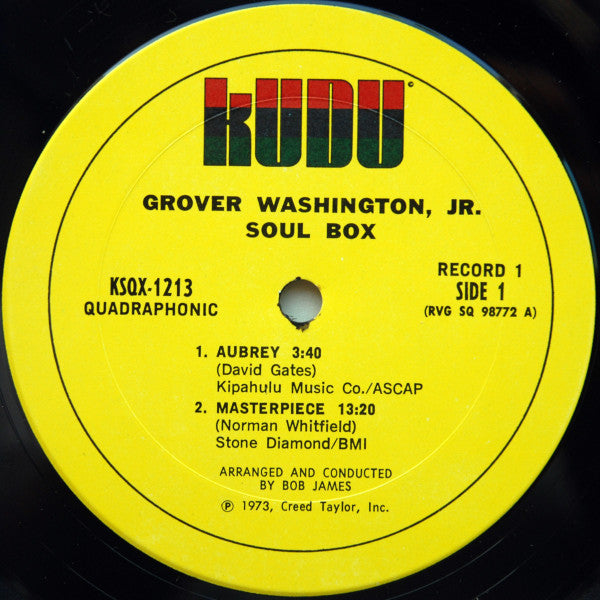 kUDU ©
GROVER WASHINGTON, JR.
SOUL BOX
KSQX-1213
QUADRAPHONIC
RECORD 1
SIDE 1
(RVG SQ 98772 A)
1. AUBREY 3:40
(David Gates)
Kipahulu Music Co./ASCAP
2. MASTERPIECE 13:20
(Norman Whitfield)
Stone Diamond/BMI
ARRANGED AND CONDUCTED
BY BOB JAMES
℗ 1973, Creed Taylor, Inc.